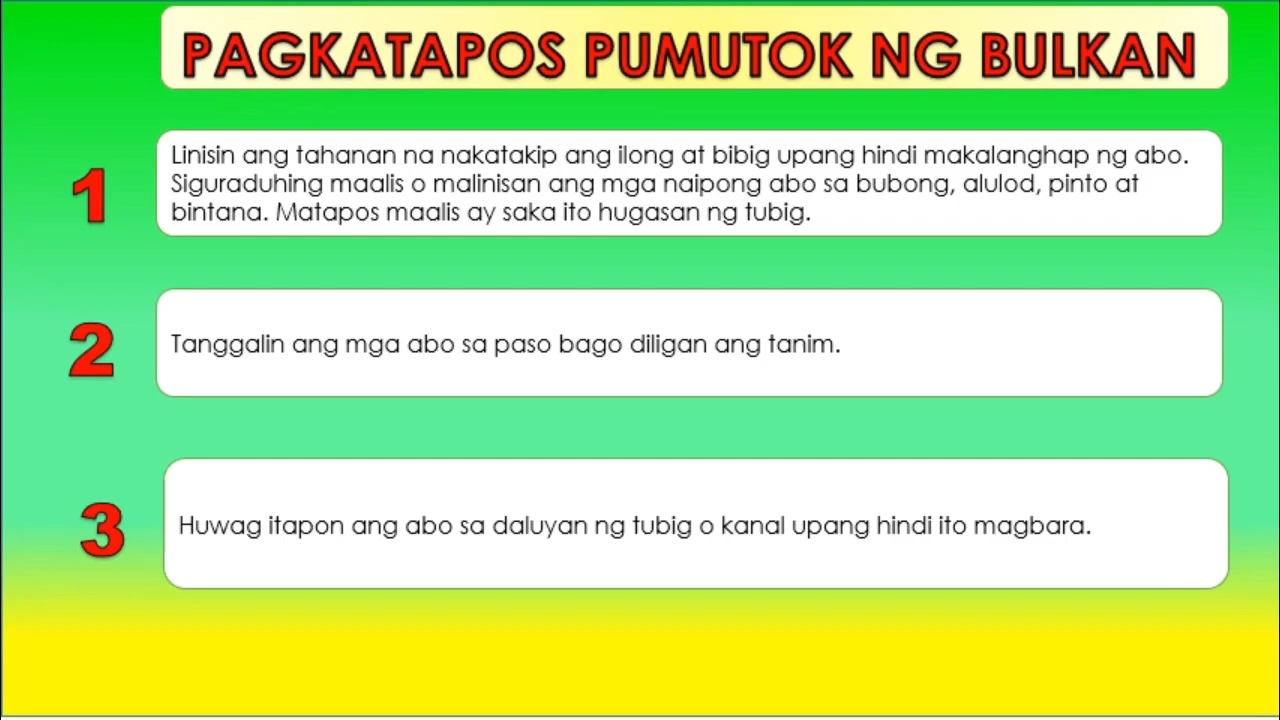 PAGKATAPOS PUMUTOK NG BULKAN
1
Linisin ang tahanan na nakatakip ang ilong at bibig upang hindi makalanghap ng abo.
Siguraduhing maalis o malinisan ang mga naipong abo sa bubong, alulod, pinto at
bintana. Matapos maalis ay saka ito hugasan ng tubig.
2
Tanggalin ang mga abo sa paso bago diligan ang tanim.
3
Huwag itapon ang abo sa daluyan ng tubig o kanal upang hindi ito magbara.